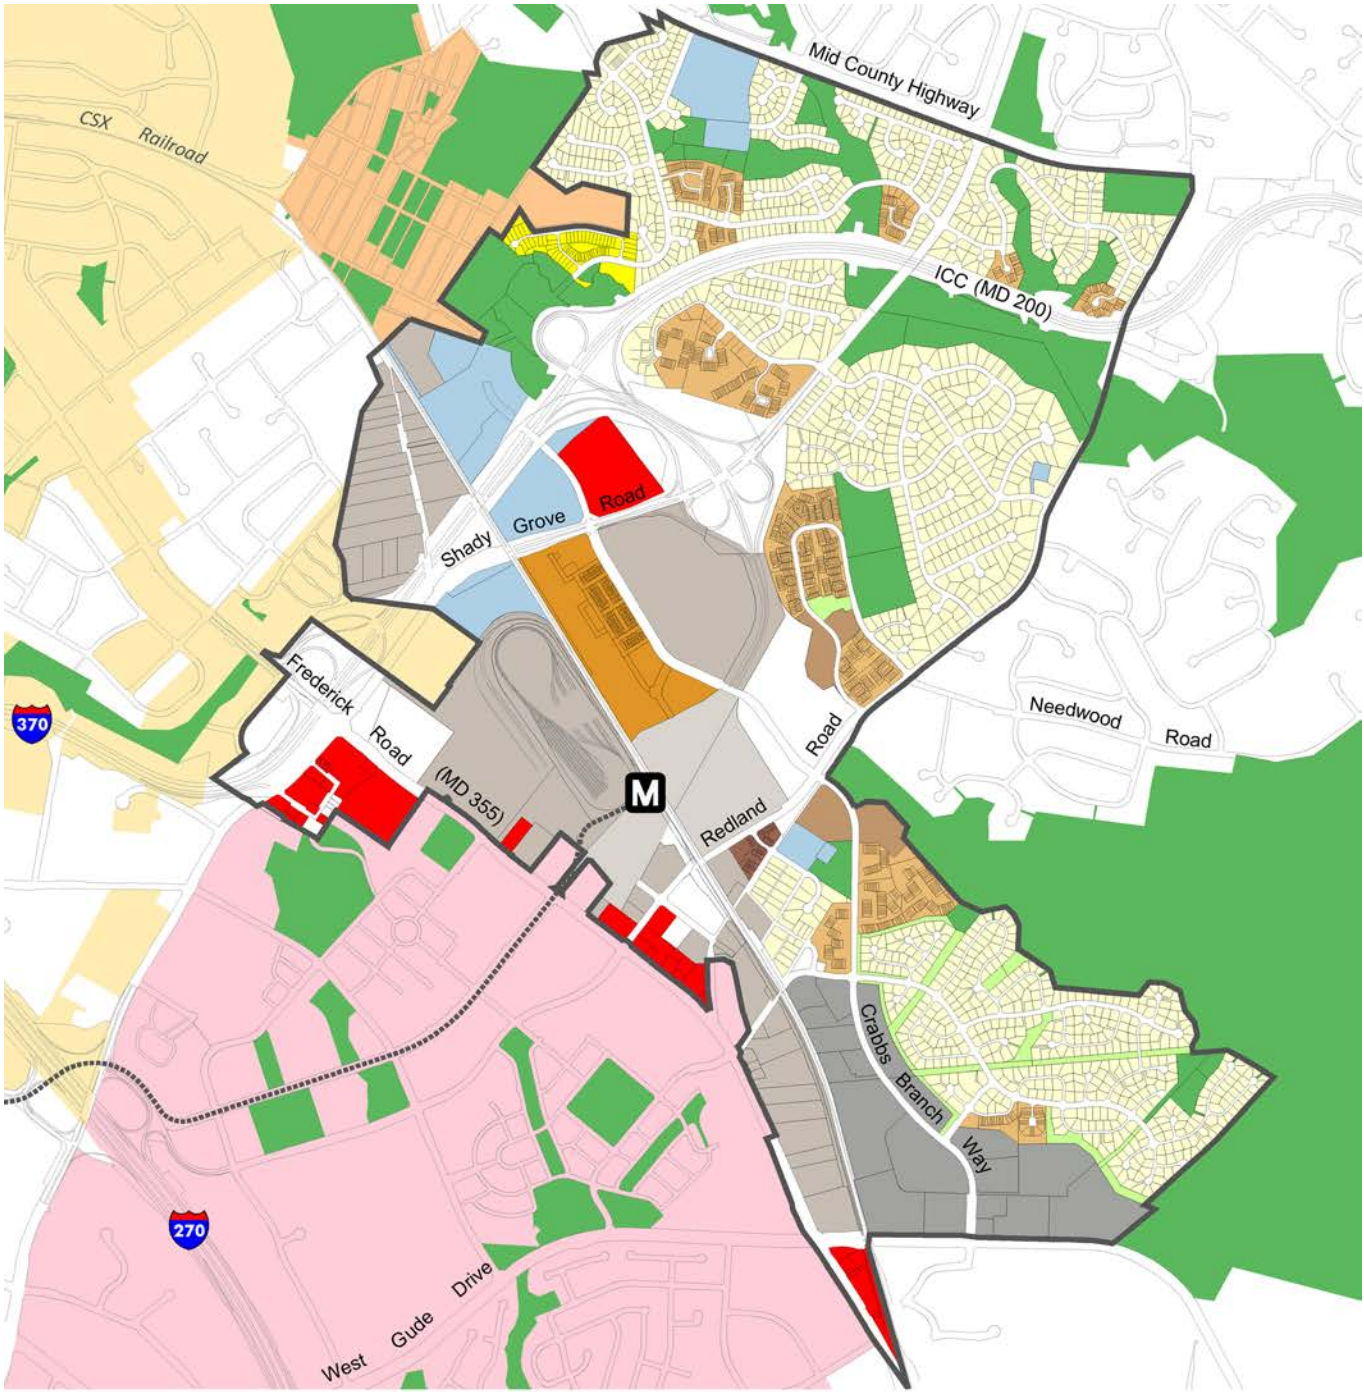 Mid County Highway
CSX Railroad
ICC (MD 200)
Shady Grove Road
Frederick Road
(MD 355)
370
Needwood Road
Redland Road
M
Crabbs Branch Way
270
West Gude Drive